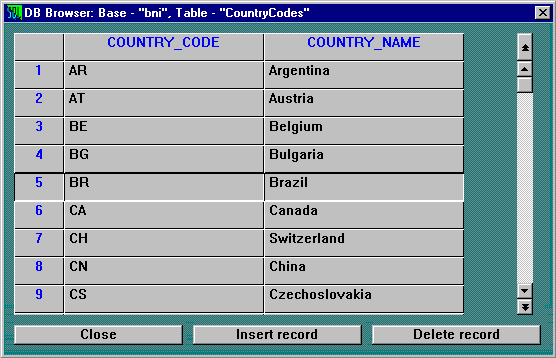 SQL DB Browser: Base - "bni", Table - "CountryCodes"
COUNTRY_CODE COUNTRY_NAME
1 AR Argentina
2 AT Austria
3 BE Belgium
4 BG Bulgaria
5 BR Brazil
6 CA Canada
7 CH Switzerland
8 CN China
9 CS Czechoslovakia
Close Insert record Delete record